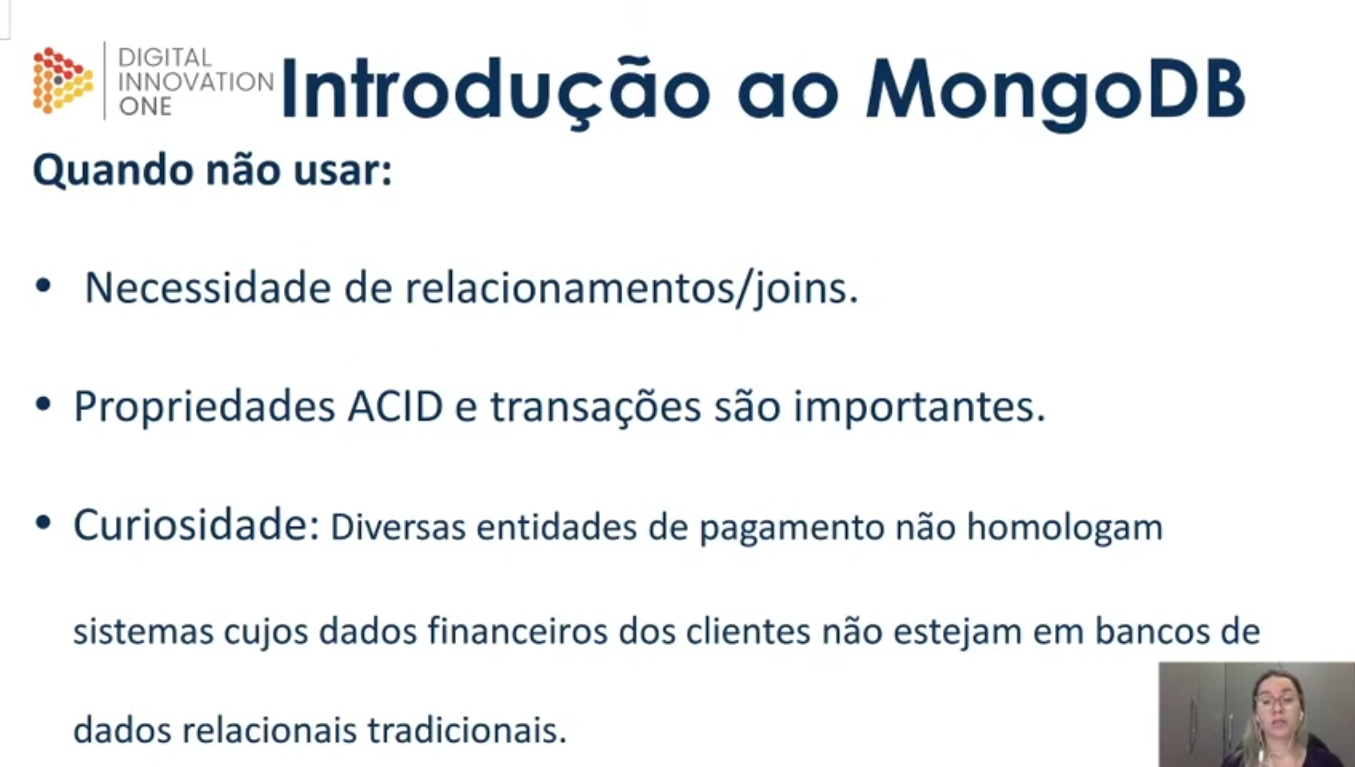 DIGITAL
INNOVATION
ONE
Introdução ao MongoDB
Quando não usar:
• Necessidade de relacionamentos/joins.
• Propriedades ACID e transações são importantes.
• Curiosidade: Diversas entidades de pagamento não homologam
sistemas cujos dados financeiros dos clientes não estejam em bancos de
dados relacionais tradicionais.